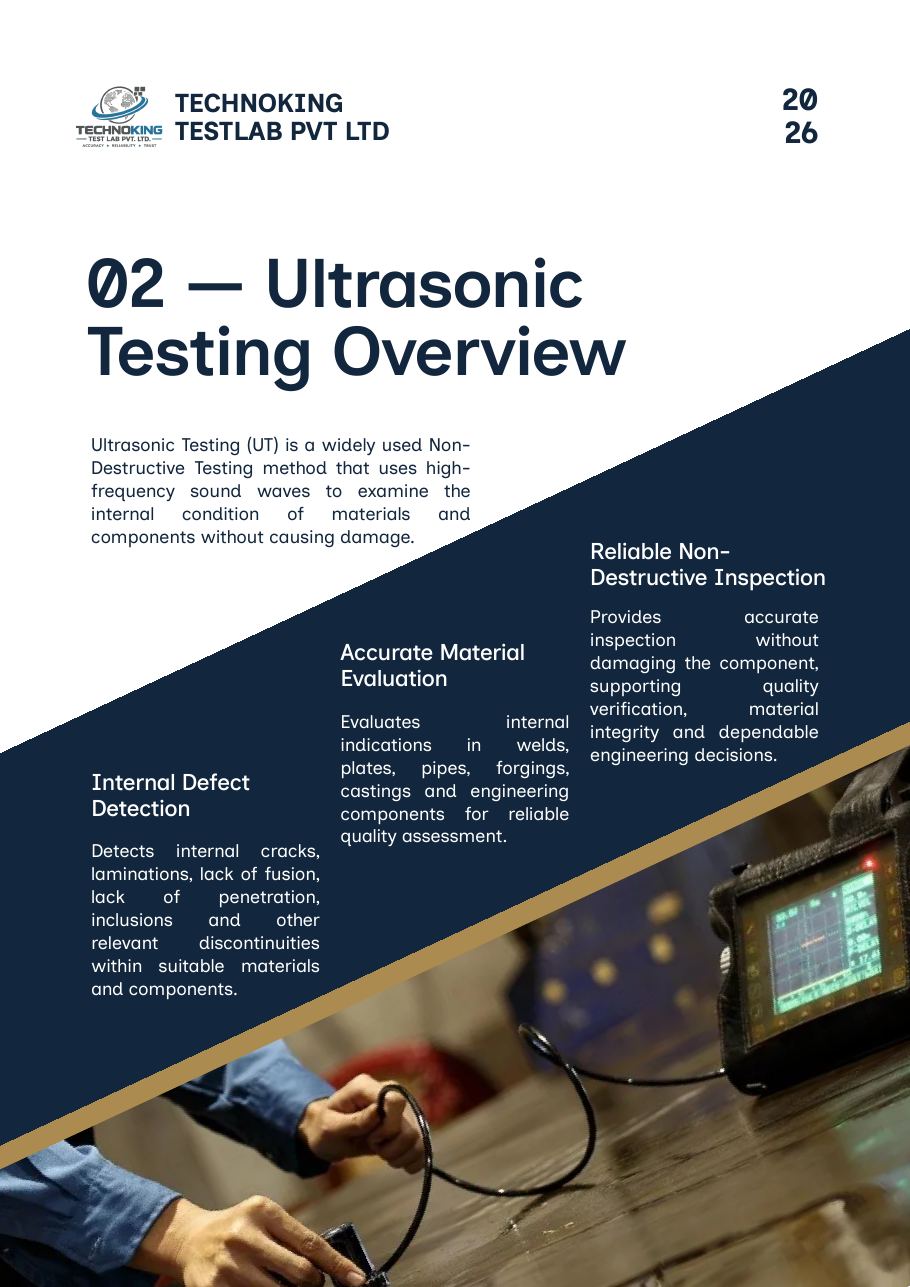 TECHNOKING
TEST LAB PVT. LTD.
ACCURACY • RELIABILITY • TRUST
TECHNOKING
TESTLAB PVT LTD
20
26
02 — Ultrasonic
Testing Overview
Ultrasonic Testing (UT) is a widely used Non-
Destructive Testing method that uses high-
frequency sound waves to examine the
internal condition of materials and
components without causing damage.
Reliable Non-
Destructive Inspection
Provides accurate
inspection without
damaging the component,
supporting quality
verification, material
integrity and dependable
engineering decisions.
Accurate Material
Evaluation
Evaluates internal
indications in welds,
plates, pipes, forgings,
castings and engineering
components for reliable
quality assessment.
Internal Defect
Detection
Detects internal cracks,
laminations, lack of fusion,
lack of penetration,
inclusions and other
relevant discontinuities
within suitable materials
and components.